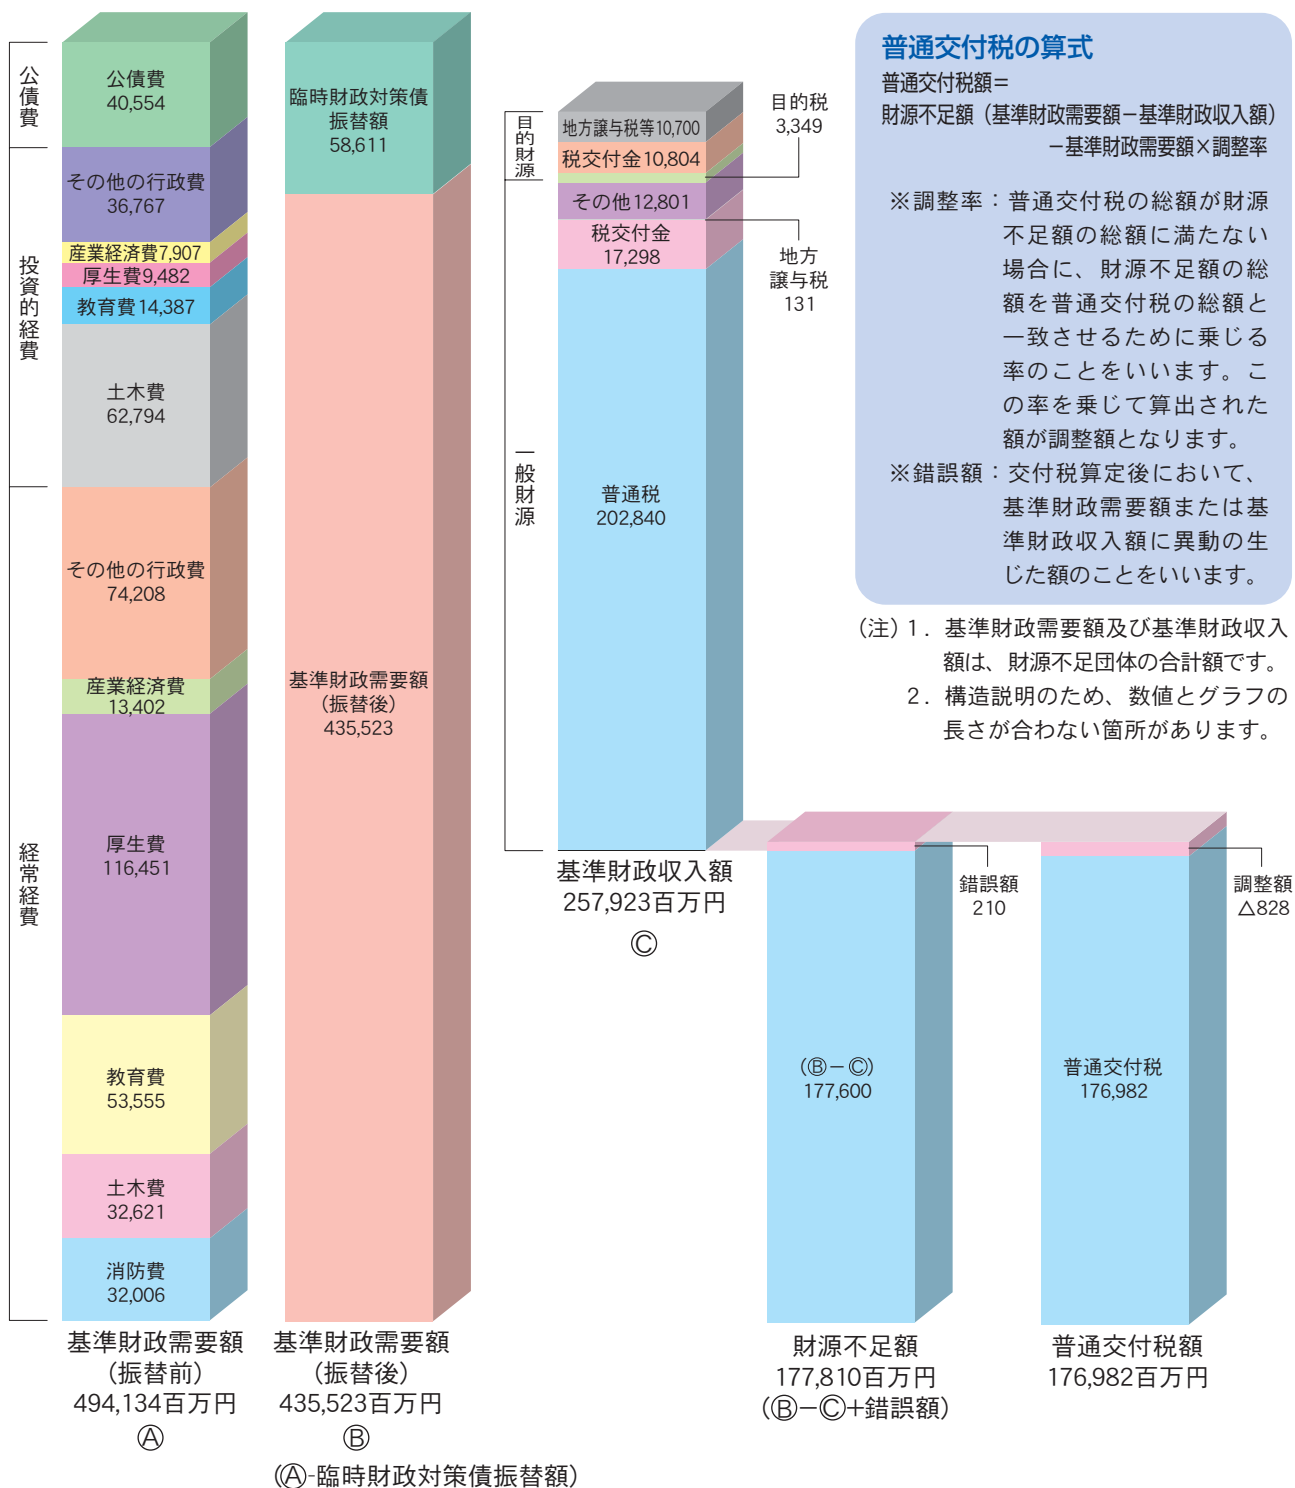 公債費
投資的経費
経常経費
公債費
40,554
その他の行政費
36,767
産業経済費7,907
厚生費9,482
教育費14,387
土木費
62,794
その他の行政費
74,208
産業経済費
13,402
厚生費
116,451
教育費
53,555
土木費
32,621
消防費
32,006
基準財政需要額
(振替前)
494,134百万円
Ⓐ
臨時財政対策債
振替額
58,611
基準財政需要額
(振替後)
435,523
基準財政需要額
(振替後)
435,523百万円
Ⓑ
(Ⓐ-臨時財政対策債振替額)
目的財源
一般財源
地方譲与税等10,700
税交付金10,804
目的税
3,349
その他12,801
税交付金
17,298
地方
譲与税
131
普通税
202,840
基準財政収入額
257,923百万円
Ⓒ
普通交付税の算式
普通交付税額=
財源不足額(基準財政需要額−基準財政収入額)
−基準財政需要額×調整率
※調整率：普通交付税の総額が財源
不足額の総額に満たない
場合に、財源不足額の総
額を普通交付税の総額と
一致させるために乗じる
率のことをいいます。こ
の率を乗じて算出された
額が調整額となります。
※錯誤額：交付税算定後において、
基準財政需要額または基
準財政収入額に異動の生
じた額のことをいいます。
(注) 1. 基準財政需要額及び基準財政収入
額は、財源不足団体の合計額です。
2. 構造説明のため、数値とグラフの
長さが合わない箇所があります。
錯誤額
210
(Ⓑ−Ⓒ)
177,600
財源不足額
177,810百万円
(Ⓑ−Ⓒ+錯誤額)
調整額
△828
普通交付税
176,982
普通交付税額
176,982百万円